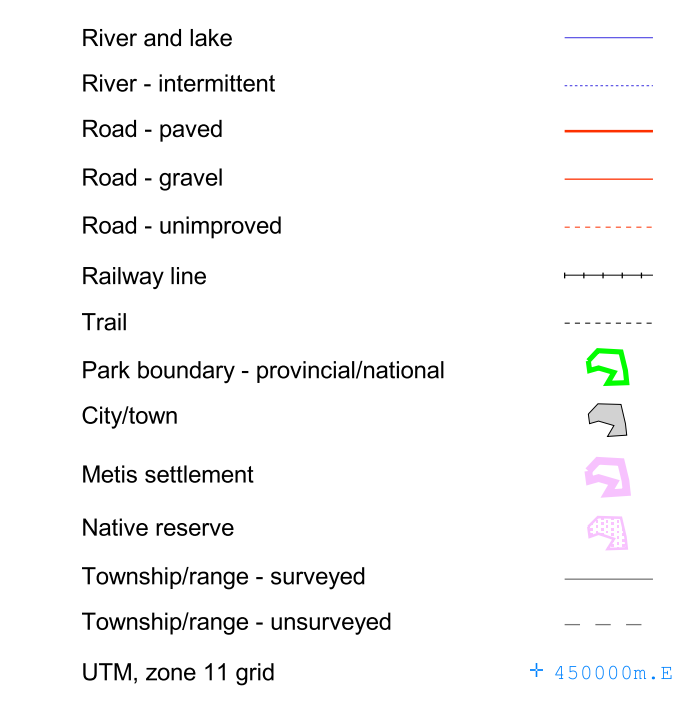 River and lake
River - intermittent
Road - paved
Road - gravel
Road - unimproved
Railway line
Trail
Park boundary - provincial/national
City/town
Metis settlement
Native reserve
Township/range - surveyed
Township/range - unsurveyed
UTM, zone 11 grid 450000m.E